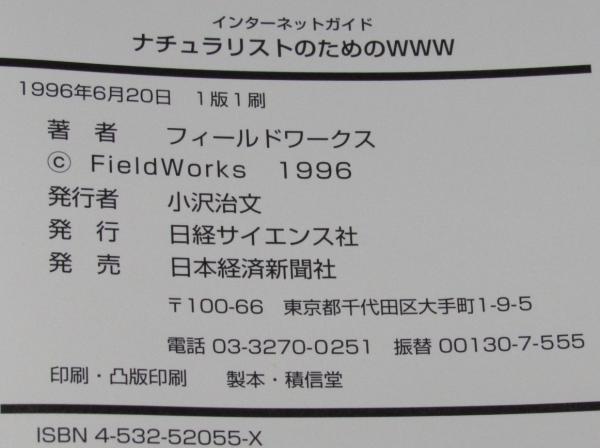 インターネットガイド
ナチュラリストのためのWWW
1996年6月20日　1版1刷
著　者　フィールドワークス
© FieldWorks　1996
発行者　小沢治文
発　行　日経サイエンス社
発　売　日本経済新聞社
〒100-66　東京都千代田区大手町1-9-5
電話 03-3270-0251　振替 00130-7-555
印刷・凸版印刷　製本・積信堂
ISBN 4-532-52055-X